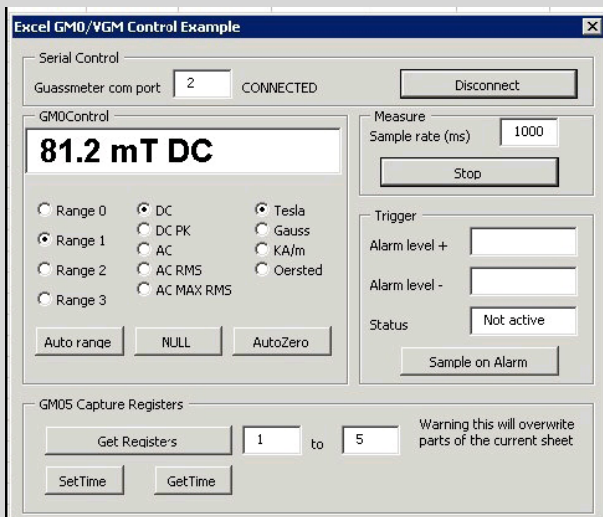 Excel GM0/VGM Control Example
Serial Control
Guassmeter com port 2 CONNECTED Disconnect
GM0Control
81.2 mT DC
Range 0 DC Tesla
Range 1 DC PK Gauss
Range 2 AC KA/m
Range 3 AC RMS Oersted
AC MAX RMS
Auto range NULL AutoZero
Measure
Sample rate (ms) 1000
Stop
Trigger
Alarm level +
Alarm level -
Status Not active
Sample on Alarm
GM05 Capture Registers
Get Registers 1 to 5
Warning this will overwrite
parts of the current sheet
SetTime GetTime